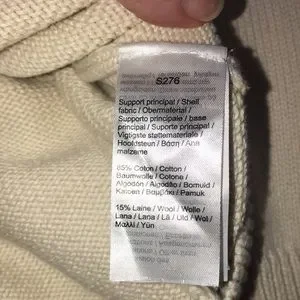 S276
Support principal / Shell
fabric / Obermaterial /
Supporto principale / base
principal / Suporte principal /
Vigtigste støttemateriale /
Hoofdsteun / Βάση / Ana
malzeme
85% Coton / Cotton /
Baumwolle / Cotone /
Algodón / Algodão / Bomuld /
Katoen / Βαμβάκι / Pamuk
15% Laine / Wool / Wolle /
Lana / Lana / Lã / Uld / Wol /
Μαλλί / Yün